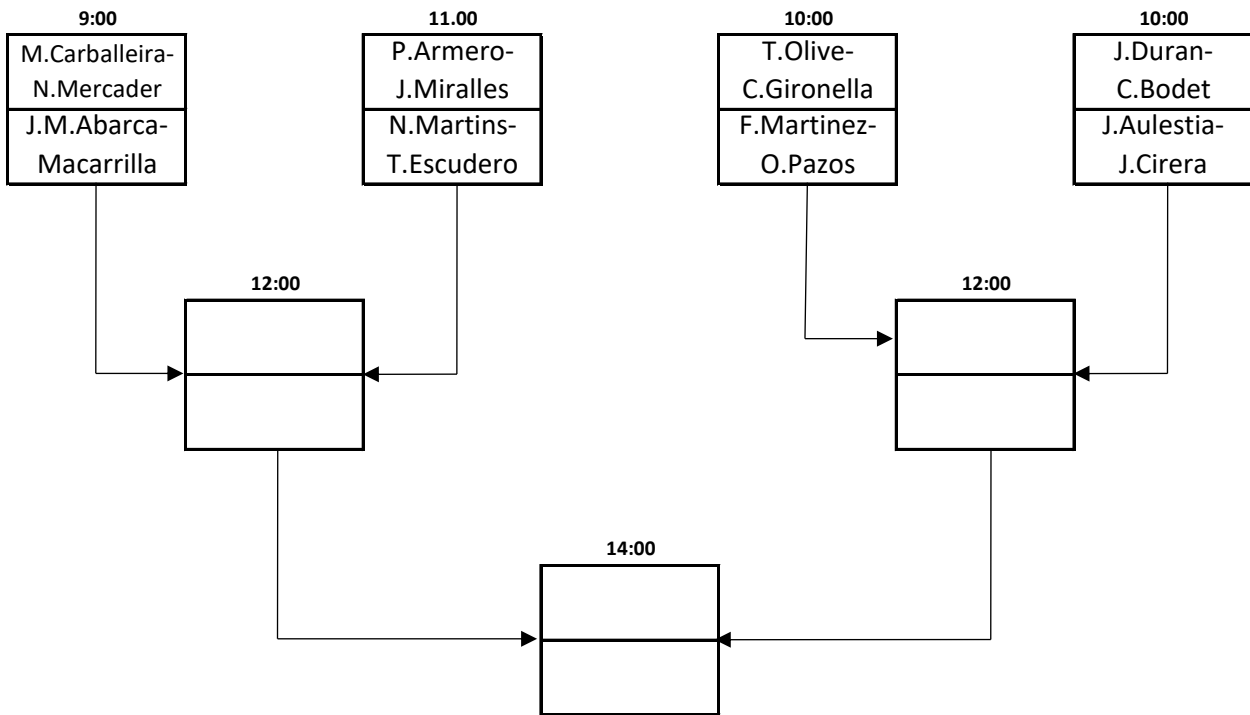 9:00
M.Carballeira-
N.Mercader
J.M.Abarca-
Macarrilla
11.00
P.Armero-
J.Miralles
N.Martins-
T.Escudero
10:00
T.Olive-
C.Gironella
F.Martinez-
O.Pazos
10:00
J.Duran-
C.Bodet
J.Aulestia-
J.Cirera
12:00
12:00
14:00